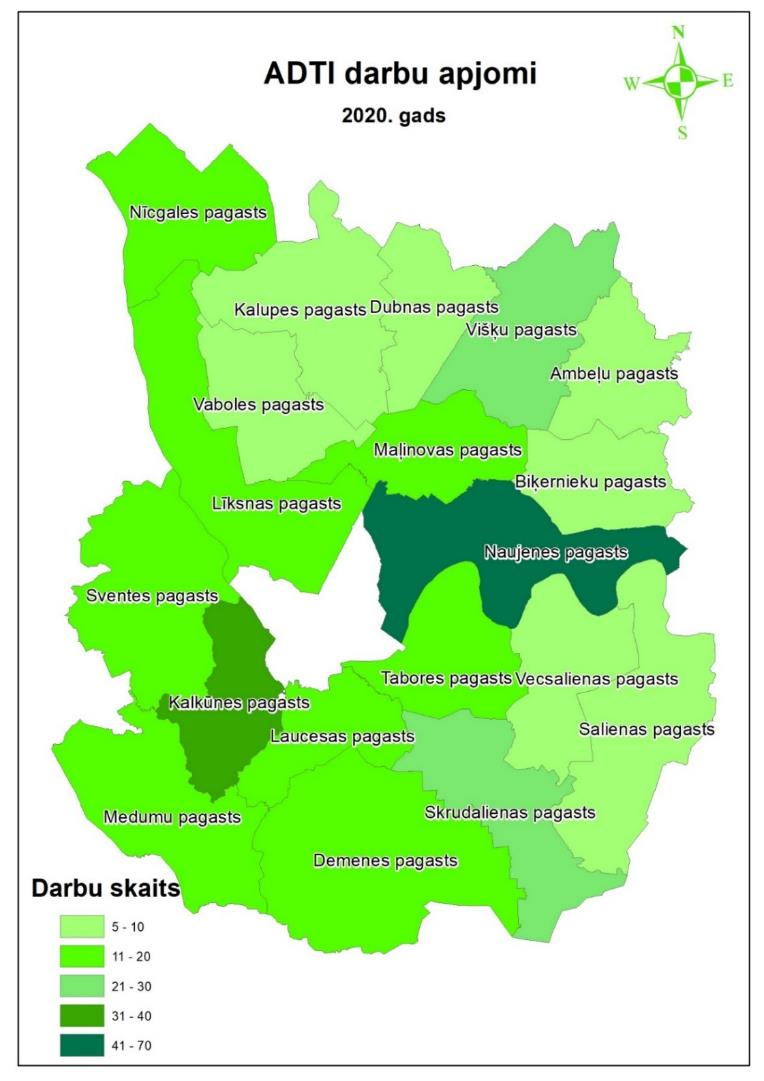 ADTI darbu apjomi
2020. gads
N
W
E
S
Nīcgales pagasts
Kalupes pagasts
Dubnas pagasts
Višķu pagasts
Ambeļu pagasts
Vaboles pagasts
Maļinovas pagasts
Biķernieku pagasts
Līksnas pagasts
Naujenes pagasts
Sventes pagasts
Tabores pagasts
Vecsalienas pagasts
Kalkūnes pagasts
Laucesas pagasts
Salienas pagasts
Medumu pagasts
Skrudalienas pagasts
Demenes pagasts
Darbu skaits
5 - 10
11 - 20
21 - 30
31 - 40
41 - 70